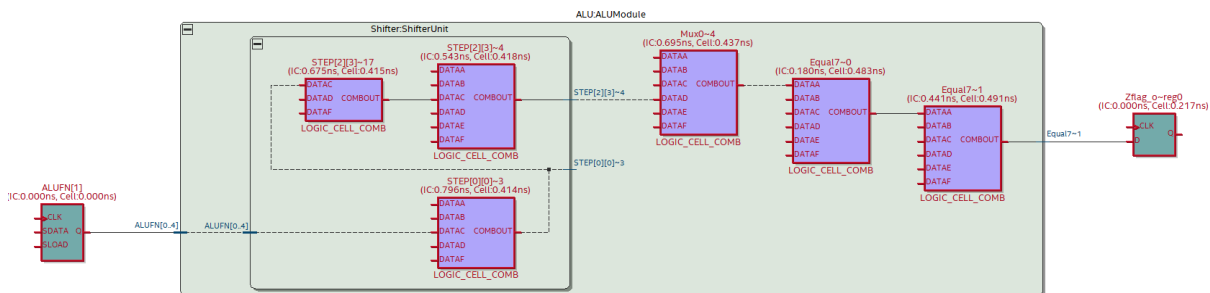 ALU:ALUModule
Shifter:ShifterUnit
STEP[2][3]~17
(IC:0.675ns, Cell:0.415ns)
DATAC
DATAD
DATAF
COMBOUT
LOGIC_CELL_COMB
STEP[2][3]~4
(IC:0.543ns, Cell:0.418ns)
DATAA
DATAB
DATAC
DATAD
DATAE
DATAF
COMBOUT
LOGIC_CELL_COMB
STEP[2][3]~4
STEP[0][0]~3
Mux0~4
(IC:0.695ns, Cell:0.437ns)
DATAA
DATAB
DATAC
DATAD
DATAE
DATAF
COMBOUT
LOGIC_CELL_COMB
Equal7~0
(IC:0.180ns, Cell:0.483ns)
DATAA
DATAB
DATAC
DATAD
DATAE
DATAF
COMBOUT
LOGIC_CELL_COMB
Equal7~1
(IC:0.441ns, Cell:0.491ns)
DATAA
DATAB
DATAC
DATAD
DATAE
DATAF
COMBOUT
LOGIC_CELL_COMB
Equal7~1
Zflag_o~reg0
(IC:0.000ns, Cell:0.217ns)
CLK
D
Q
ALUFN[1]
(IC:0.000ns, Cell:0.000ns)
CLK
SDATA
SLOAD
Q
ALUFN[0..4]
ALUFN[0..4]
STEP[0][0]~3
(IC:0.796ns, Cell:0.414ns)
DATAA
DATAB
DATAC
DATAD
DATAF
COMBOUT
LOGIC_CELL_COMB